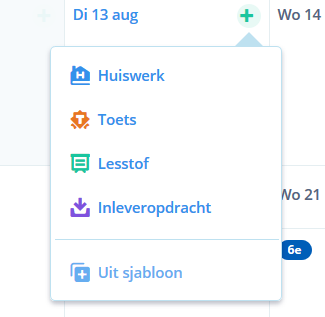 Di 13 aug
Wo 14
Huiswerk
Toets
Lesstof
Inleveropdracht
Wo 21
6e
Uit sjabloon